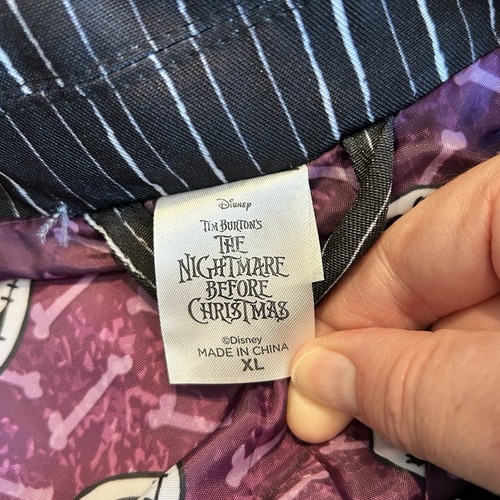 Disney
TIM BURTON'S
THE
NIGHTMARE
BEFORE
CHRISTMAS
©Disney
MADE IN CHINA
XL